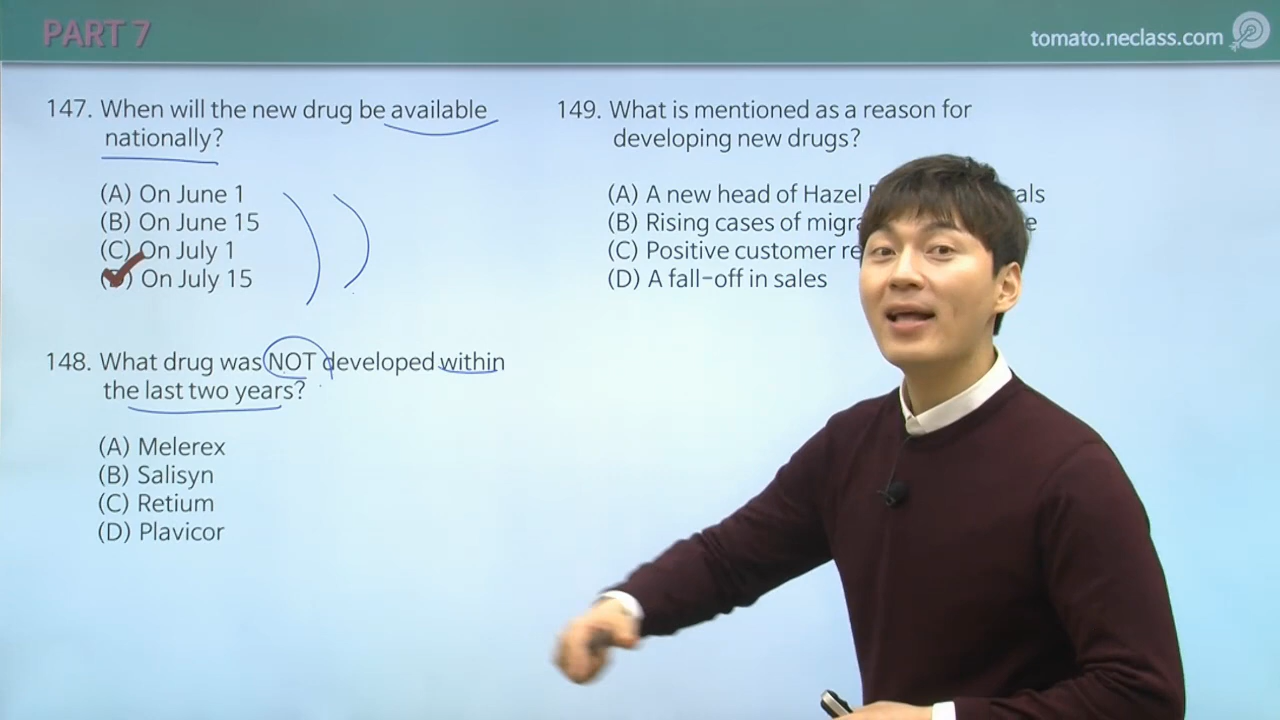 PART 7
tomato.neclass.com
147. When will the new drug be available
nationally?
(A) On June 1
(B) On June 15
(C) On July 1
On July 15
148. What drug was NOT developed within
the last two years?
(A) Melerex
(B) Salisyn
(C) Retium
(D) Plavicor
149. What is mentioned as a reason for
developing new drugs?
(A) A new head of Hazel
(B) Rising cases of
(C) Positive customer
(D) A fall-off in sales